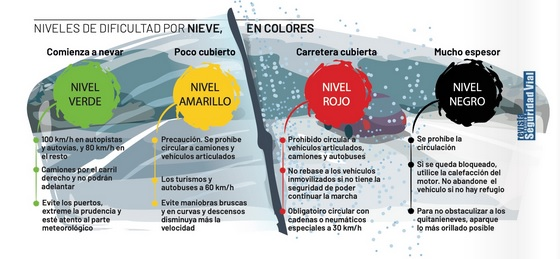 NIVELES DE DIFICULTAD POR NIEVE, EN COLORES
Comienza a nevar
NIVEL
VERDE
100 km/h en autopistas
y autovías, y 80 km/h en
el resto
Camiones por el carril
derecho y no podrán
adelantar
Evite los puertos,
extreme la prudencia y
esté atento al parte
meteorológico
Poco cubierto
NIVEL
AMARILLO
Precaución. Se prohíbe
circular a camiones y
vehículos articulados
Los turismos y
autobuses a 60 km/h
Evite maniobras bruscas
y en curvas y descensos
disminuya más la
velocidad
Carretera cubierta
NIVEL
ROJO
Prohibido circular a
vehículos articulados,
camiones y autobuses
No rebase a los vehículos
inmovilizados si no tiene la
seguridad de poder
continuar la marcha
Obligatoiro circular con
cadenas o neumáticos
especiales a 30 km/h
Mucho espesor
NIVEL
NEGRO
Se prohíbe la
circulación
Si se queda bloqueado,
utilice la calefacción del
motor. No abandone el
vehículo si no hay refugio
Para no obstaculizar a los
quitanieves, aparque
lo más orillado posible
Seguridad Vial